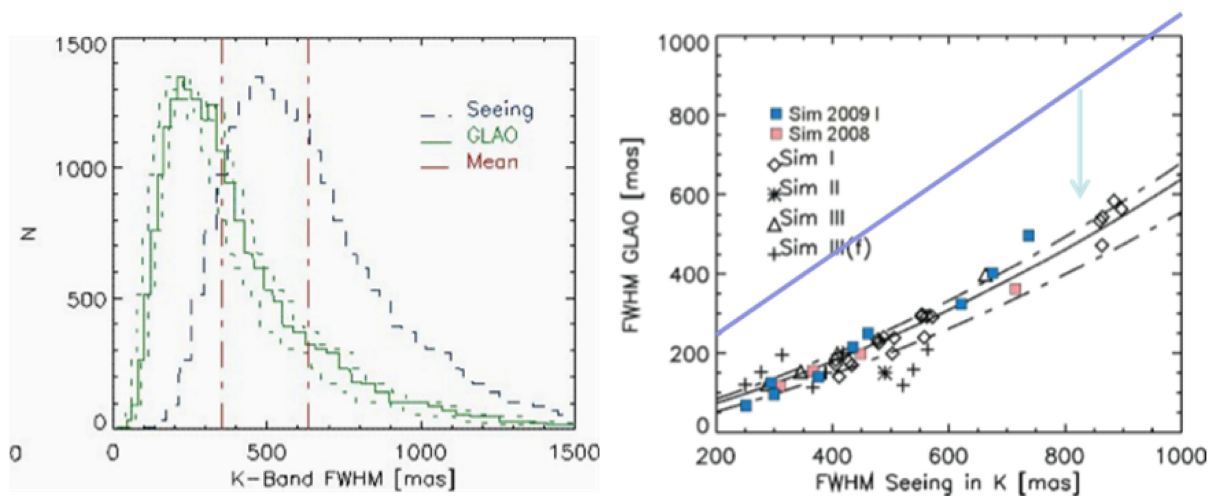 1500
1000
500
0
N
Seeing
GLAO
Mean
0
500
1000
1500
K-Band FWHM [mas]
1000
800
600
400
200
0
FWHM GLAO [mas]
Sim 2009 I
Sim 2008
Sim I
Sim II
Sim III
Sim III(f)
200
400
600
800
1000
FWHM Seeing in K [mas]